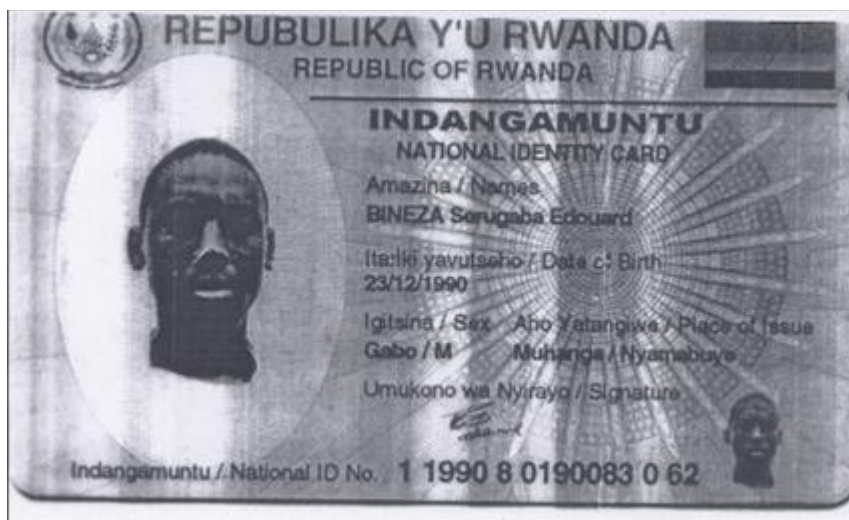 REPUBULIKA Y'U RWANDA
REPUBLIC OF RWANDA
INDANGAMUNTU
NATIONAL IDENTITY CARD
Amazina / Names
BINEZA Serugaba Edouard
Itariki yavutseho / Date of Birth
23/12/1990
Igitsina / Sex Aho Yatangiwe / Place of Issue
Gabo / M Muhanga / Nyamabuye
Umukono wa Nyirayo / Signature
Indangamuntu / National ID No. 1 1990 8 0190083 0 62